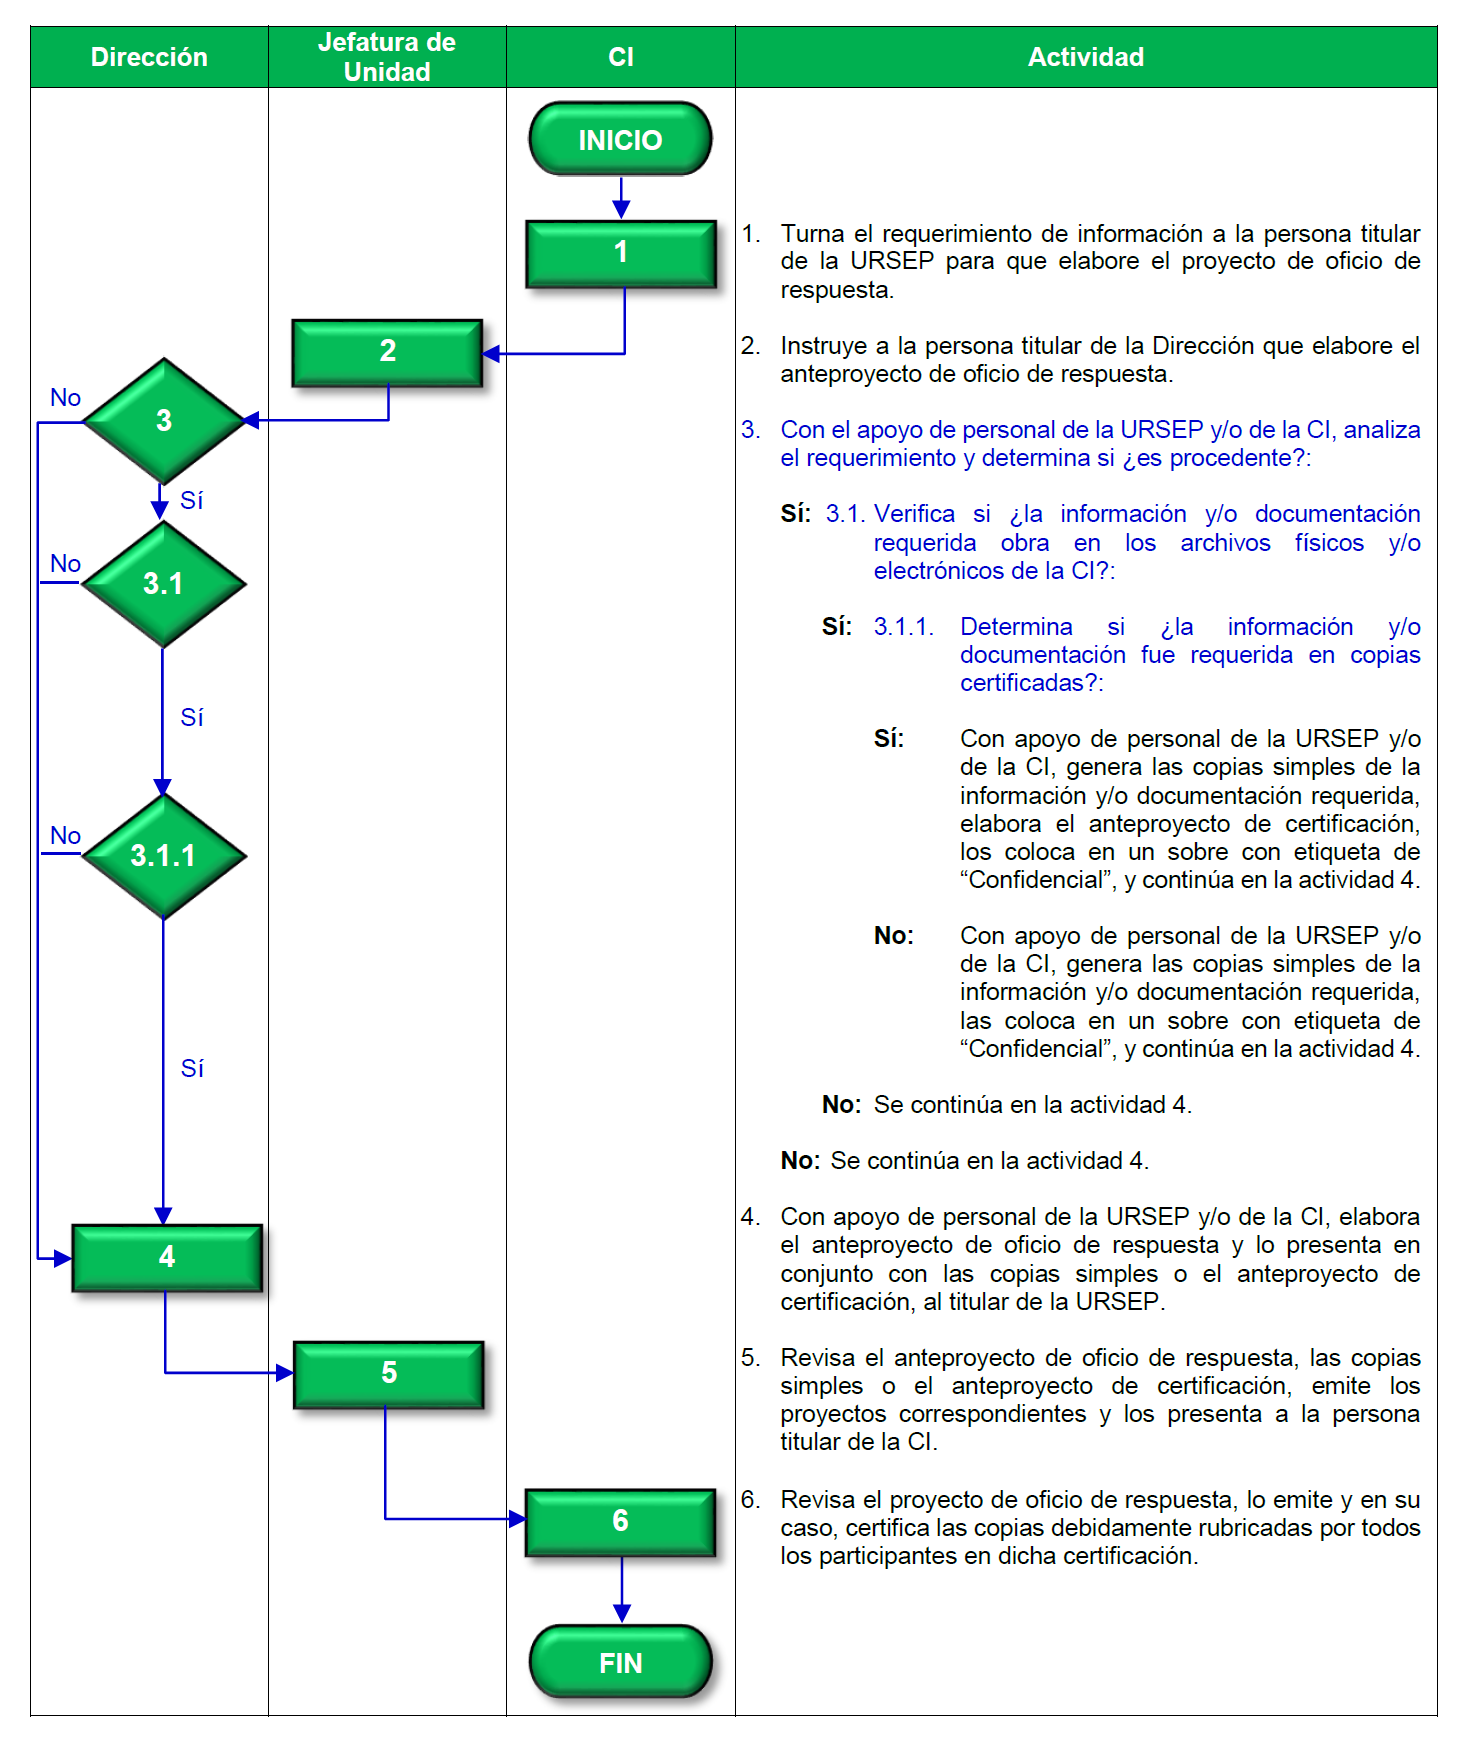 Dirección
Jefatura de
Unidad
CI
Actividad
INICIO
1
2
No
3
Sí
No
3.1
Sí
No
3.1.1
Sí
4
5
6
FIN
1. Turna el requerimiento de información a la persona titular
de la URSEP para que elabore el proyecto de oficio de
respuesta.
2. Instruye a la persona titular de la Dirección que elabore el
anteproyecto de oficio de respuesta.
3. Con el apoyo de personal de la URSEP y/o de la CI, analiza
el requerimiento y determina si ¿es procedente?:
Sí: 3.1. Verifica si ¿la información y/o documentación
requerida obra en los archivos físicos y/o
electrónicos de la CI?:
Sí: 3.1.1. Determina si ¿la información y/o
documentación fue requerida en copias
certificadas?:
Sí: Con apoyo de personal de la URSEP y/o
de la CI, genera las copias simples de la
información y/o documentación requerida,
elabora el anteproyecto de certificación,
los coloca en un sobre con etiqueta de
“Confidencial”, y continúa en la actividad 4.
No: Con apoyo de personal de la URSEP y/o
de la CI, genera las copias simples de la
información y/o documentación requerida,
las coloca en un sobre con etiqueta de
“Confidencial”, y continúa en la actividad 4.
No: Se continúa en la actividad 4.
No: Se continúa en la actividad 4.
4. Con apoyo de personal de la URSEP y/o de la CI, elabora
el anteproyecto de oficio de respuesta y lo presenta en
conjunto con las copias simples o el anteproyecto de
certificación, al titular de la URSEP.
5. Revisa el anteproyecto de oficio de respuesta, las copias
simples o el anteproyecto de certificación, emite los
proyectos correspondientes y los presenta a la persona
titular de la CI.
6. Revisa el proyecto de oficio de respuesta, lo emite y en su
caso, certifica las copias debidamente rubricadas por todos
los participantes en dicha certificación.